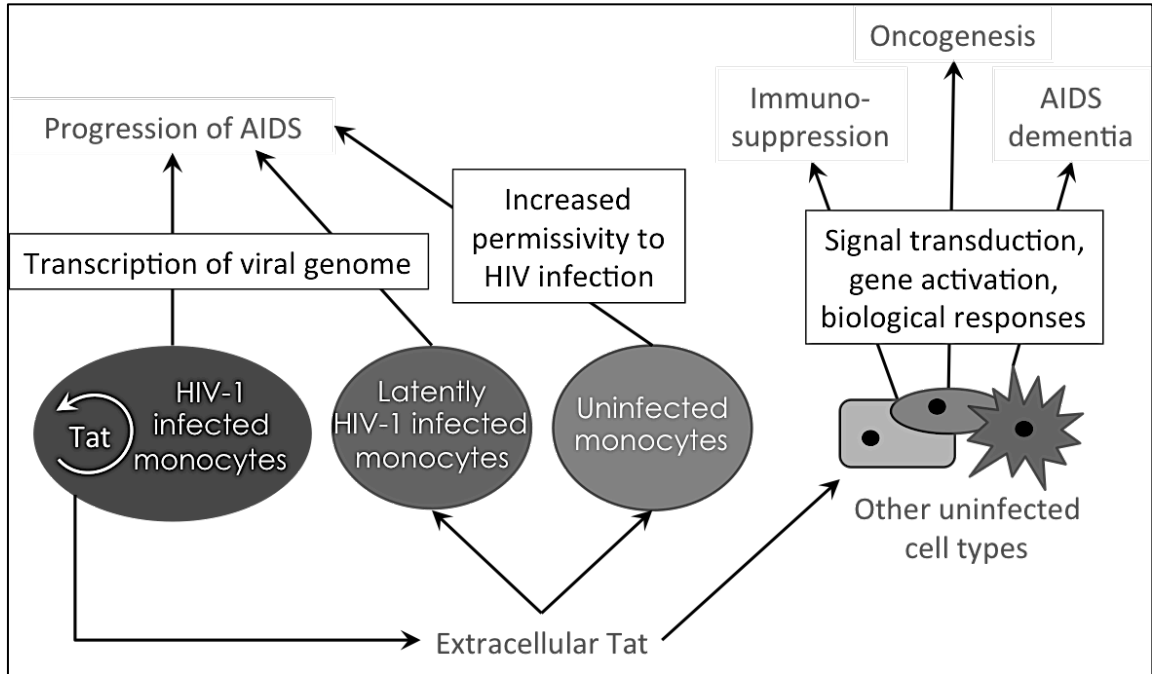 Oncogenesis
Immuno-
suppression
AIDS
dementia
Progression of AIDS
Increased
permissivity to
HIV infection
Signal transduction,
gene activation,
biological responses
Transcription of viral genome
Tat
HIV-1
infected
monocytes
Latently
HIV-1 infected
monocytes
Uninfected
monocytes
Other uninfected
cell types
Extracellular Tat